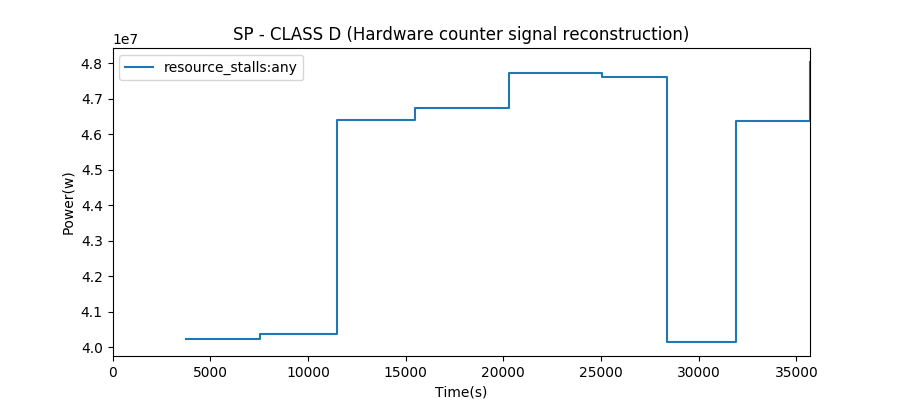 SP - CLASS D (Hardware counter signal reconstruction)
1e7
resource_stalls:any
4.8
4.7
4.6
4.5
4.4
4.3
4.2
4.1
4.0
Power(w)
0 5000 10000 15000 20000 25000 30000 35000
Time(s)